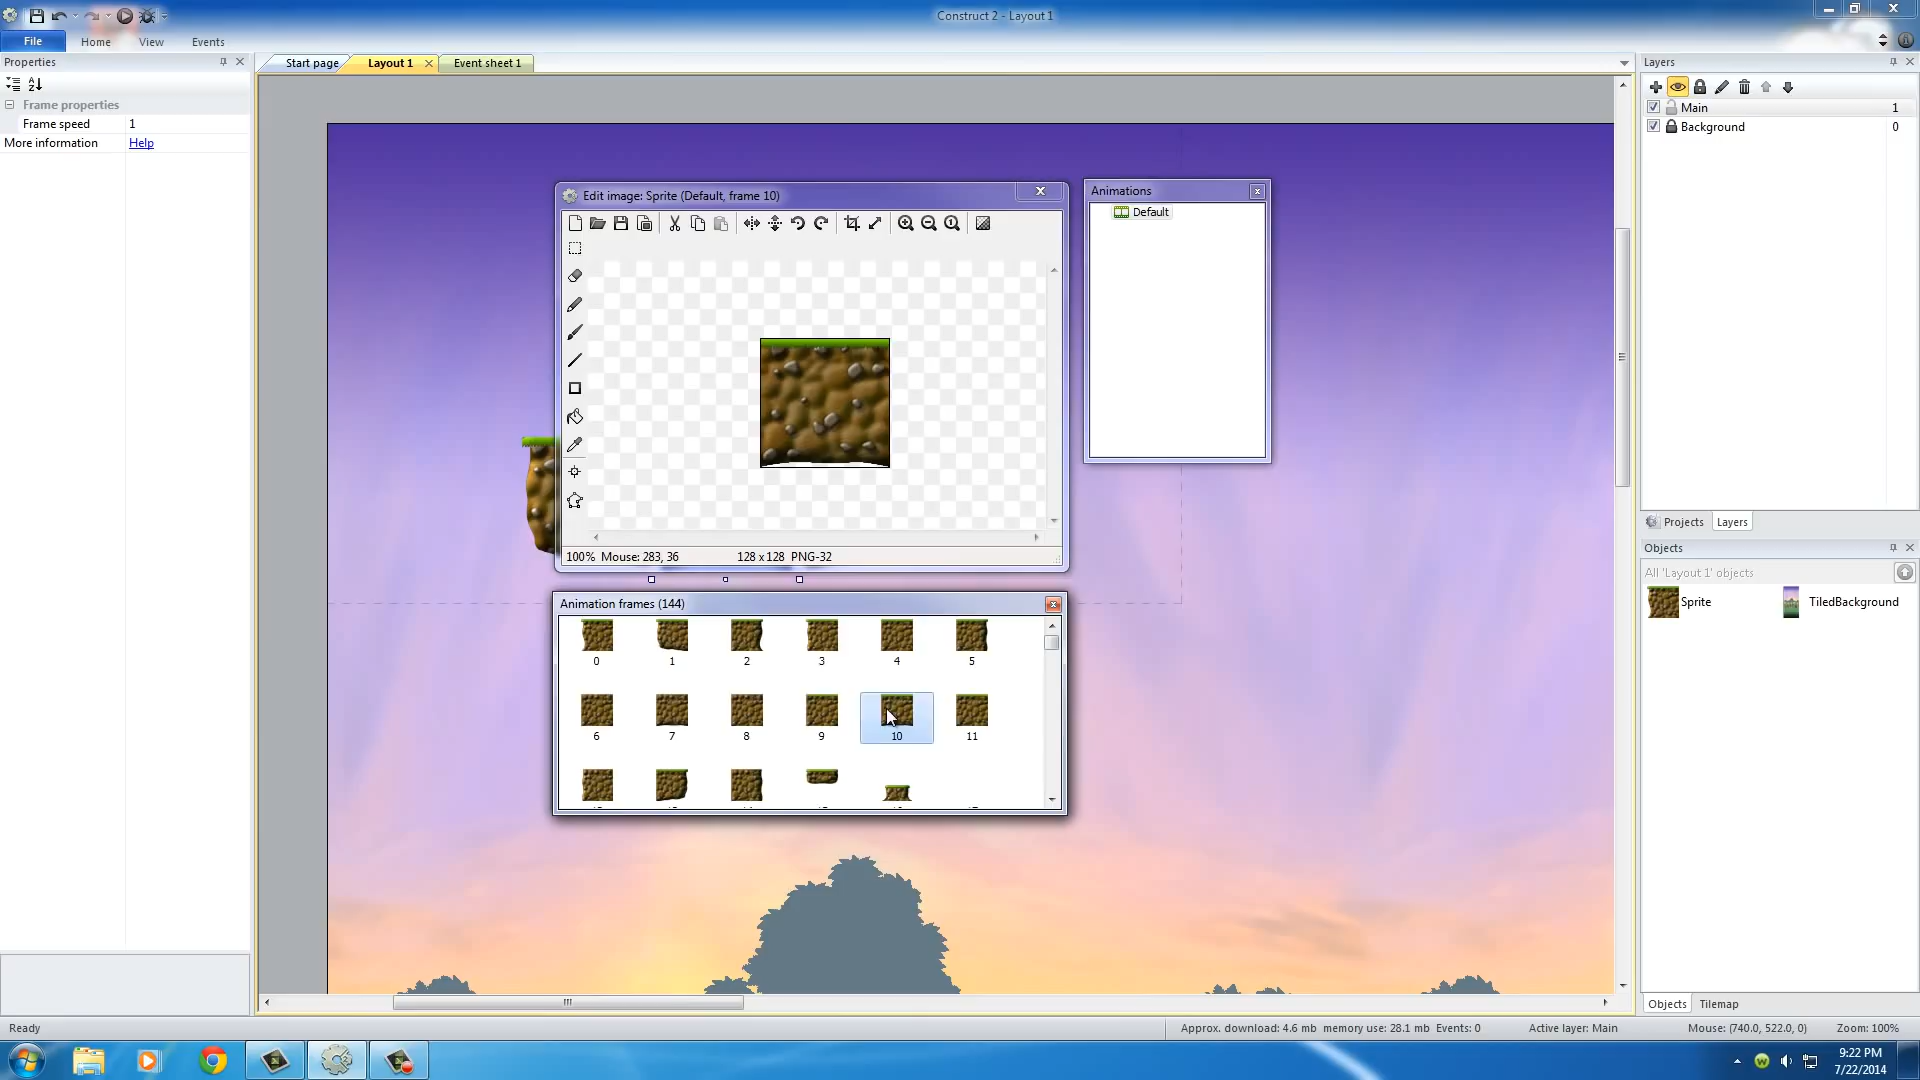 Construct 2 - Layout 1
File Home View Events
Properties
Frame properties
Frame speed 1
More information Help
Start page Layout 1 Event sheet 1
Edit image: Sprite (Default, frame 10)
100% Mouse: 283, 36 128 x 128 PNG-32
Animations
Default
Animation frames (144)
0 1 2 3 4 5
6 7 8 9 10 11
Layers
Main 1
Background 0
Projects Layers
Objects
All 'Layout 1' objects
Sprite TiledBackground
Objects Tilemap
Ready
Approx. download: 4.6 mb memory use: 28.1 mb Events: 0 Active layer: Main Mouse: (740.0, 522.0, 0) Zoom: 100%
9:22 PM
7/22/2014